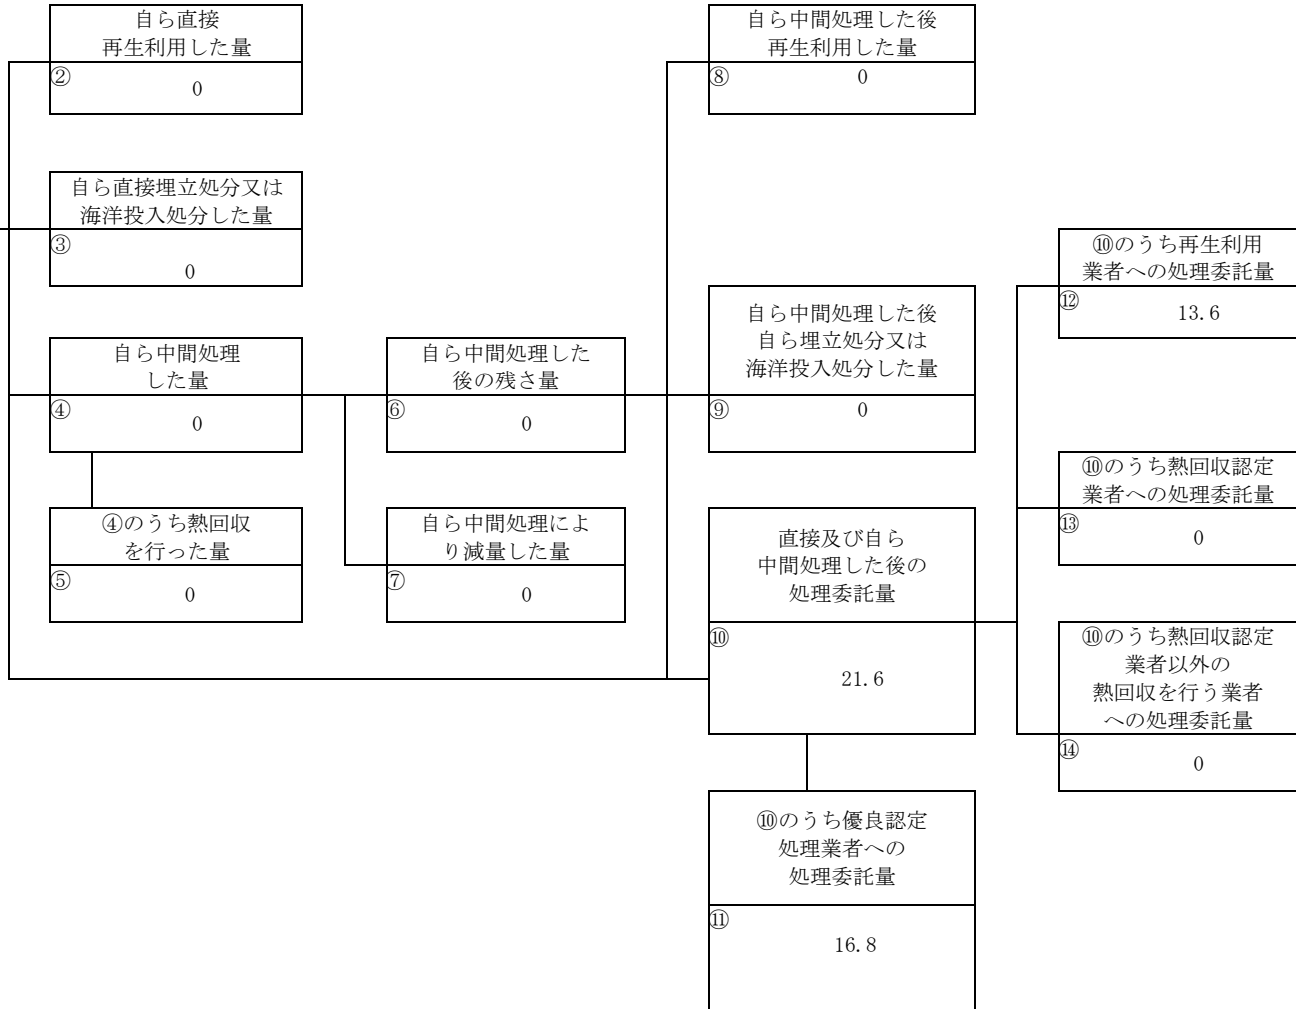 自ら直接
再生利用した量
②
0
自ら中間処理した後
再生利用した量
⑧
0
自ら直接埋立処分又は
海洋投入処分した量
③
0
⑩のうち再生利用
業者への処理委託量
⑫
13.6
自ら中間処理
した量
④
0
自ら中間処理した
後の残さ量
⑥
0
自ら中間処理した後
自ら埋立処分又は
海洋投入処分した量
⑨
0
⑩のうち熱回収認定
業者への処理委託量
⑬
0
④のうち熱回収
を行った量
⑤
0
自ら中間処理によ
り減量した量
⑦
0
直接及び自ら
中間処理した後の
処理委託量
⑩
21.6
⑩のうち熱回収認定
業者以外の
熱回収を行う業者
への処理委託量
⑭
0
⑩のうち優良認定
処理業者への
処理委託量
⑪
16.8